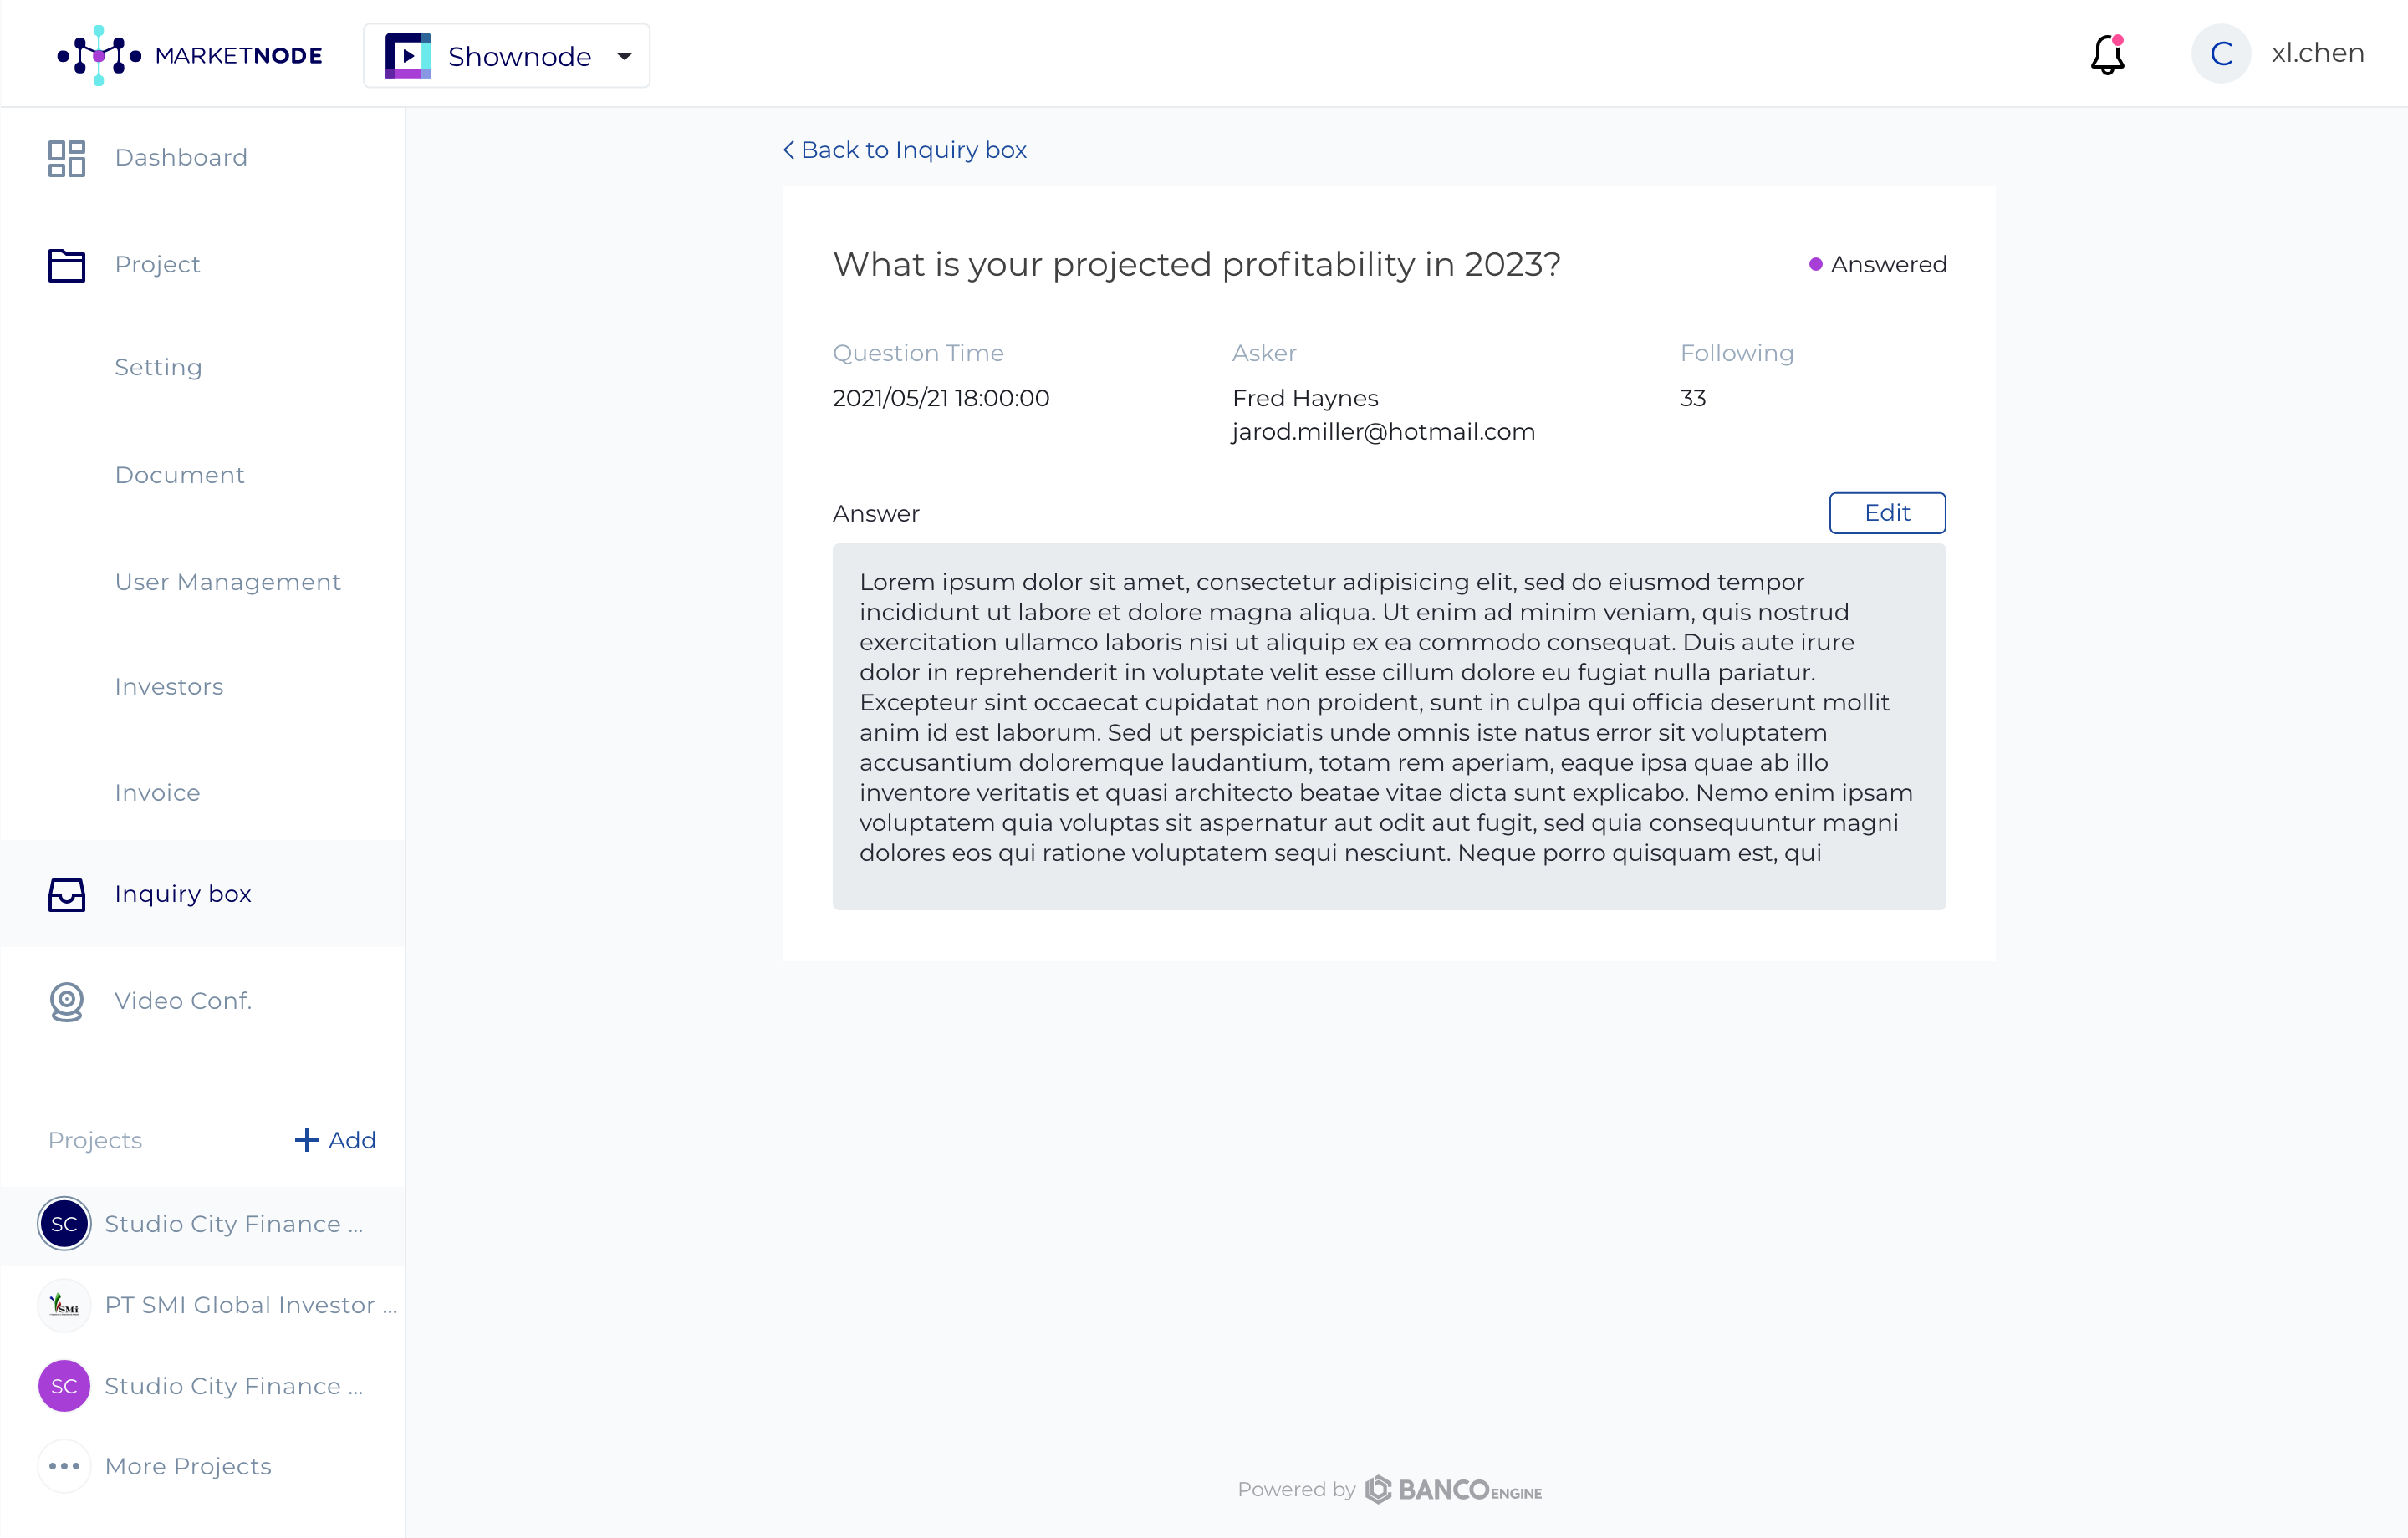 MARKETNODE
Shownode
C
xl.chen
Dashboard
Project
Setting
Document
User Management
Investors
Invoice
Inquiry box
Video Conf.
Projects
Add
SC
Studio City Finance ...
SMI
PT SMI Global Investor ...
SC
Studio City Finance ...
More Projects
Back to Inquiry box
What is your projected profitability in 2023?
Answered
Question Time
Asker
Following
2021/05/21 18:00:00
Fred Haynes
33
jarod.miller@hotmail.com
Answer
Edit
Lorem ipsum dolor sit amet, consectetur adipisicing elit, sed do eiusmod tempor
incididunt ut labore et dolore magna aliqua. Ut enim ad minim veniam, quis nostrud
exercitation ullamco laboris nisi ut aliquip ex ea commodo consequat. Duis aute irure
dolor in reprehenderit in voluptate velit esse cillum dolore eu fugiat nulla pariatur.
Excepteur sint occaecat cupidatat non proident, sunt in culpa qui officia deserunt mollit
anim id est laborum. Sed ut perspiciatis unde omnis iste natus error sit voluptatem
accusantium doloremque laudantium, totam rem aperiam, eaque ipsa quae ab illo
inventore veritatis et quasi architecto beatae vitae dicta sunt explicabo. Nemo enim ipsam
voluptatem quia voluptas sit aspernatur aut odit aut fugit, sed quia consequuntur magni
dolores eos qui ratione voluptatem sequi nesciunt. Neque porro quisquam est, qui
Powered by BANCO ENGINE